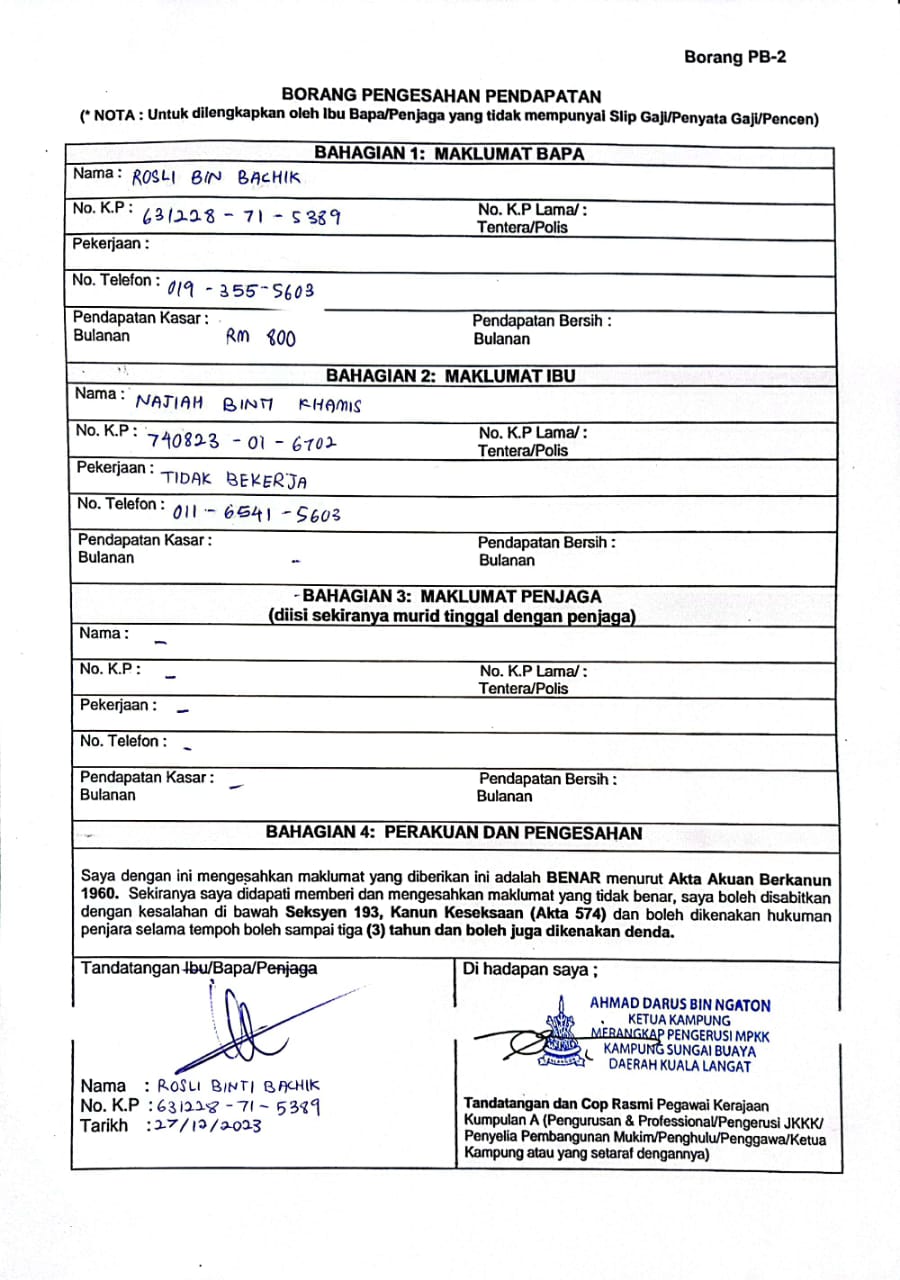 Borang PB-2
BORANG PENGESAHAN PENDAPATAN
(* NOTA : Untuk dilengkapkan oleh Ibu Bapa/Penjaga yang tidak mempunyai Slip Gaji/Penyata Gaji/Pencen)
BAHAGIAN 1: MAKLUMAT BAPA
Nama : ROSLI BIN BACHIK
No. K.P : 631228 - 71 - 5389
No. K.P Lama/ :
Tentera/Polis
Pekerjaan :
No. Telefon : 019 - 355-5603
Pendapatan Kasar :
Bulanan RM 800
Pendapatan Bersih :
Bulanan
BAHAGIAN 2: MAKLUMAT IBU
Nama : NAJIAH BINTI KHAMIS
No. K.P : 740823 - 01 - 6702
No. K.P Lama/ :
Tentera/Polis
Pekerjaan : TIDAK BEKERJA
No. Telefon : 011 - 6541 - 5603
Pendapatan Kasar :
Bulanan -
Pendapatan Bersih :
Bulanan
BAHAGIAN 3: MAKLUMAT PENJAGA
(diisi sekiranya murid tinggal dengan penjaga)
Nama : -
No. K.P : -
No. K.P Lama/ :
Tentera/Polis
Pekerjaan : -
No. Telefon : -
Pendapatan Kasar : -
Bulanan
Pendapatan Bersih :
Bulanan
BAHAGIAN 4: PERAKUAN DAN PENGESAHAN
Saya dengan ini mengesahkan maklumat yang diberikan ini adalah BENAR menurut Akta Akuan Berkanun
1960. Sekiranya saya didapati memberi dan mengesahkan maklumat yang tidak benar, saya boleh disabitkan
dengan kesalahan di bawah Seksyen 193, Kanun Keseksaan (Akta 574) dan boleh dikenakan hukuman
penjara selama tempoh boleh sampai tiga (3) tahun dan boleh juga dikenakan denda.
Tandatangan Ibu/Bapa/Penjaga
Nama : ROSLI BINTI BACHIK
No. K.P : 631228 - 71 - 5389
Tarikh : 27/12/2023
Di hadapan saya ;
AHMAD DARUS BIN NGATON
KETUA KAMPUNG
MERANGKAP PENGERUSI MPKK
KAMPUNG SUNGAI BUAYA
DAERAH KUALA LANGAT
Tandatangan dan Cop Rasmi Pegawai Kerajaan
Kumpulan A (Pengurusan & Professional/Pengerusi JKKK/
Penyelia Pembangunan Mukim/Penghulu/Penggawa/Ketua
Kampung atau yang setaraf dengannya)